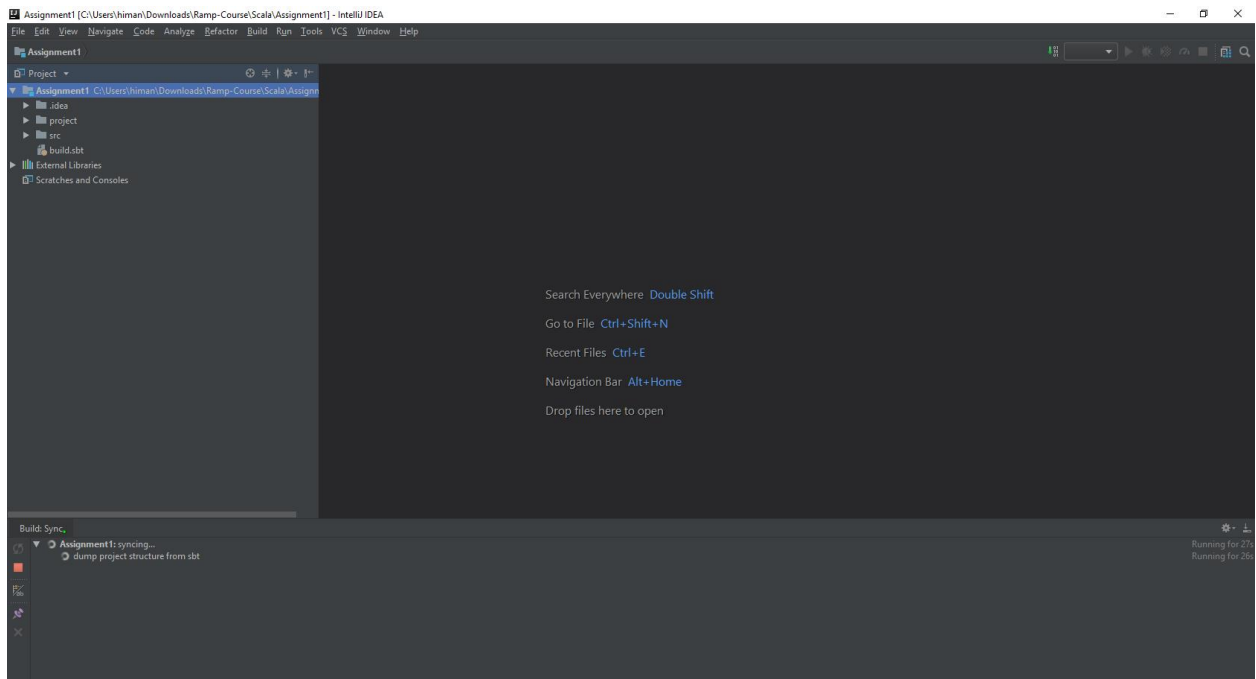 Assignment1 [C:\Users\himan\Downloads\Ramp-Course\Scala\Assignment1] - IntelliJ IDEA
File Edit View Navigate Code Analyze Refactor Build Run Tools VCS Window Help
Assignment1
Project
Assignment1 C:\Users\himan\Downloads\Ramp-Course\Scala\Assignn
.idea
project
src
build.sbt
External Libraries
Scratches and Consoles
Search Everywhere Double Shift
Go to File Ctrl+Shift+N
Recent Files Ctrl+E
Navigation Bar Alt+Home
Drop files here to open
Build: Sync
Assignment1: syncing... Running for 27s
dump project structure from sbt Running for 26s